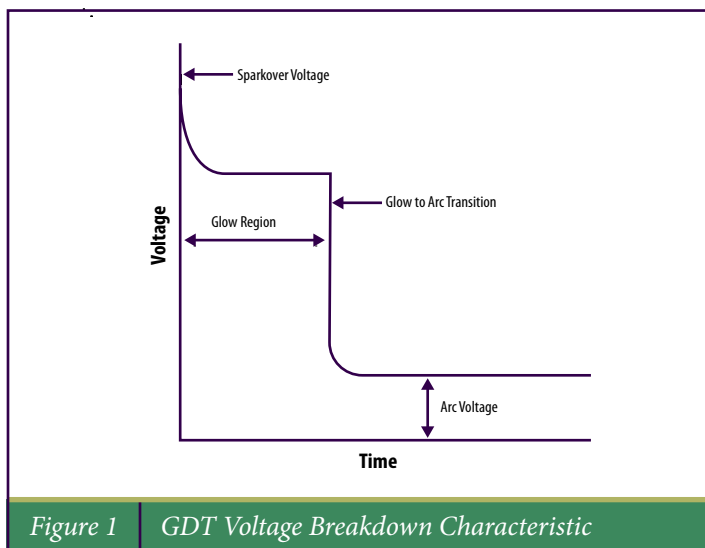 Sparkover Voltage
Glow to Arc Transition
Glow Region
Voltage
Arc Voltage
Time
Figure 1 GDT Voltage Breakdown Characteristic